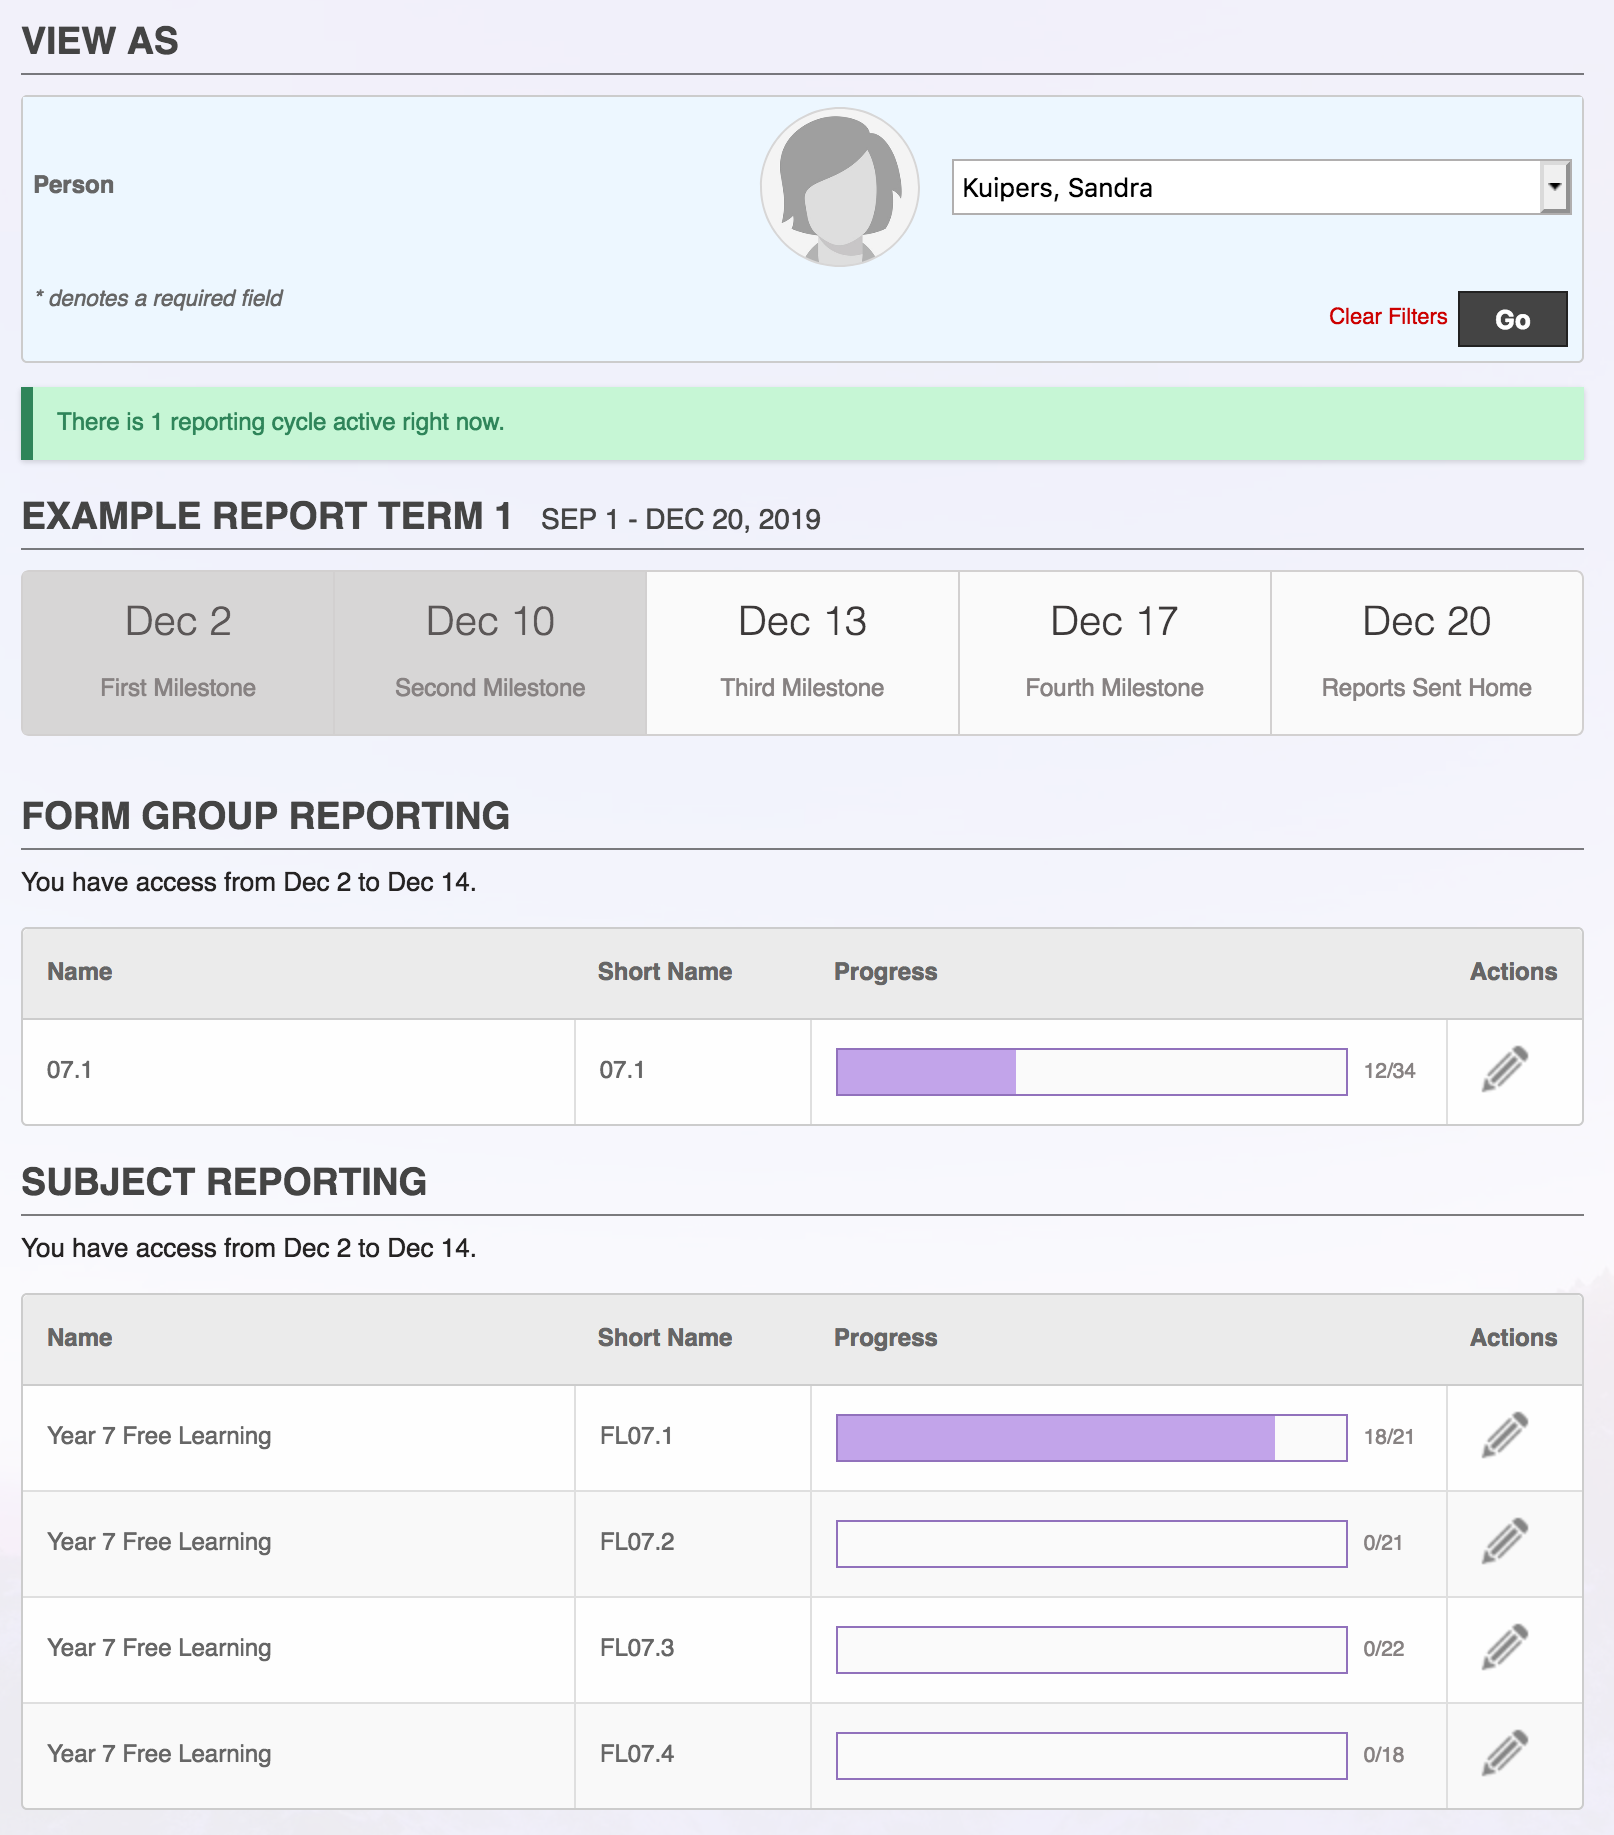 VIEW AS
Person
Kuipers, Sandra
* denotes a required field
Clear Filters Go
There is 1 reporting cycle active right now.
EXAMPLE REPORT TERM 1 SEP 1 - DEC 20, 2019
Dec 2 Dec 10 Dec 13 Dec 17 Dec 20
First Milestone Second Milestone Third Milestone Fourth Milestone Reports Sent Home
FORM GROUP REPORTING
You have access from Dec 2 to Dec 14.
Name Short Name Progress Actions
07.1 07.1 12/34
SUBJECT REPORTING
You have access from Dec 2 to Dec 14.
Name Short Name Progress Actions
Year 7 Free Learning FL07.1 18/21
Year 7 Free Learning FL07.2 0/21
Year 7 Free Learning FL07.3 0/22
Year 7 Free Learning FL07.4 0/18